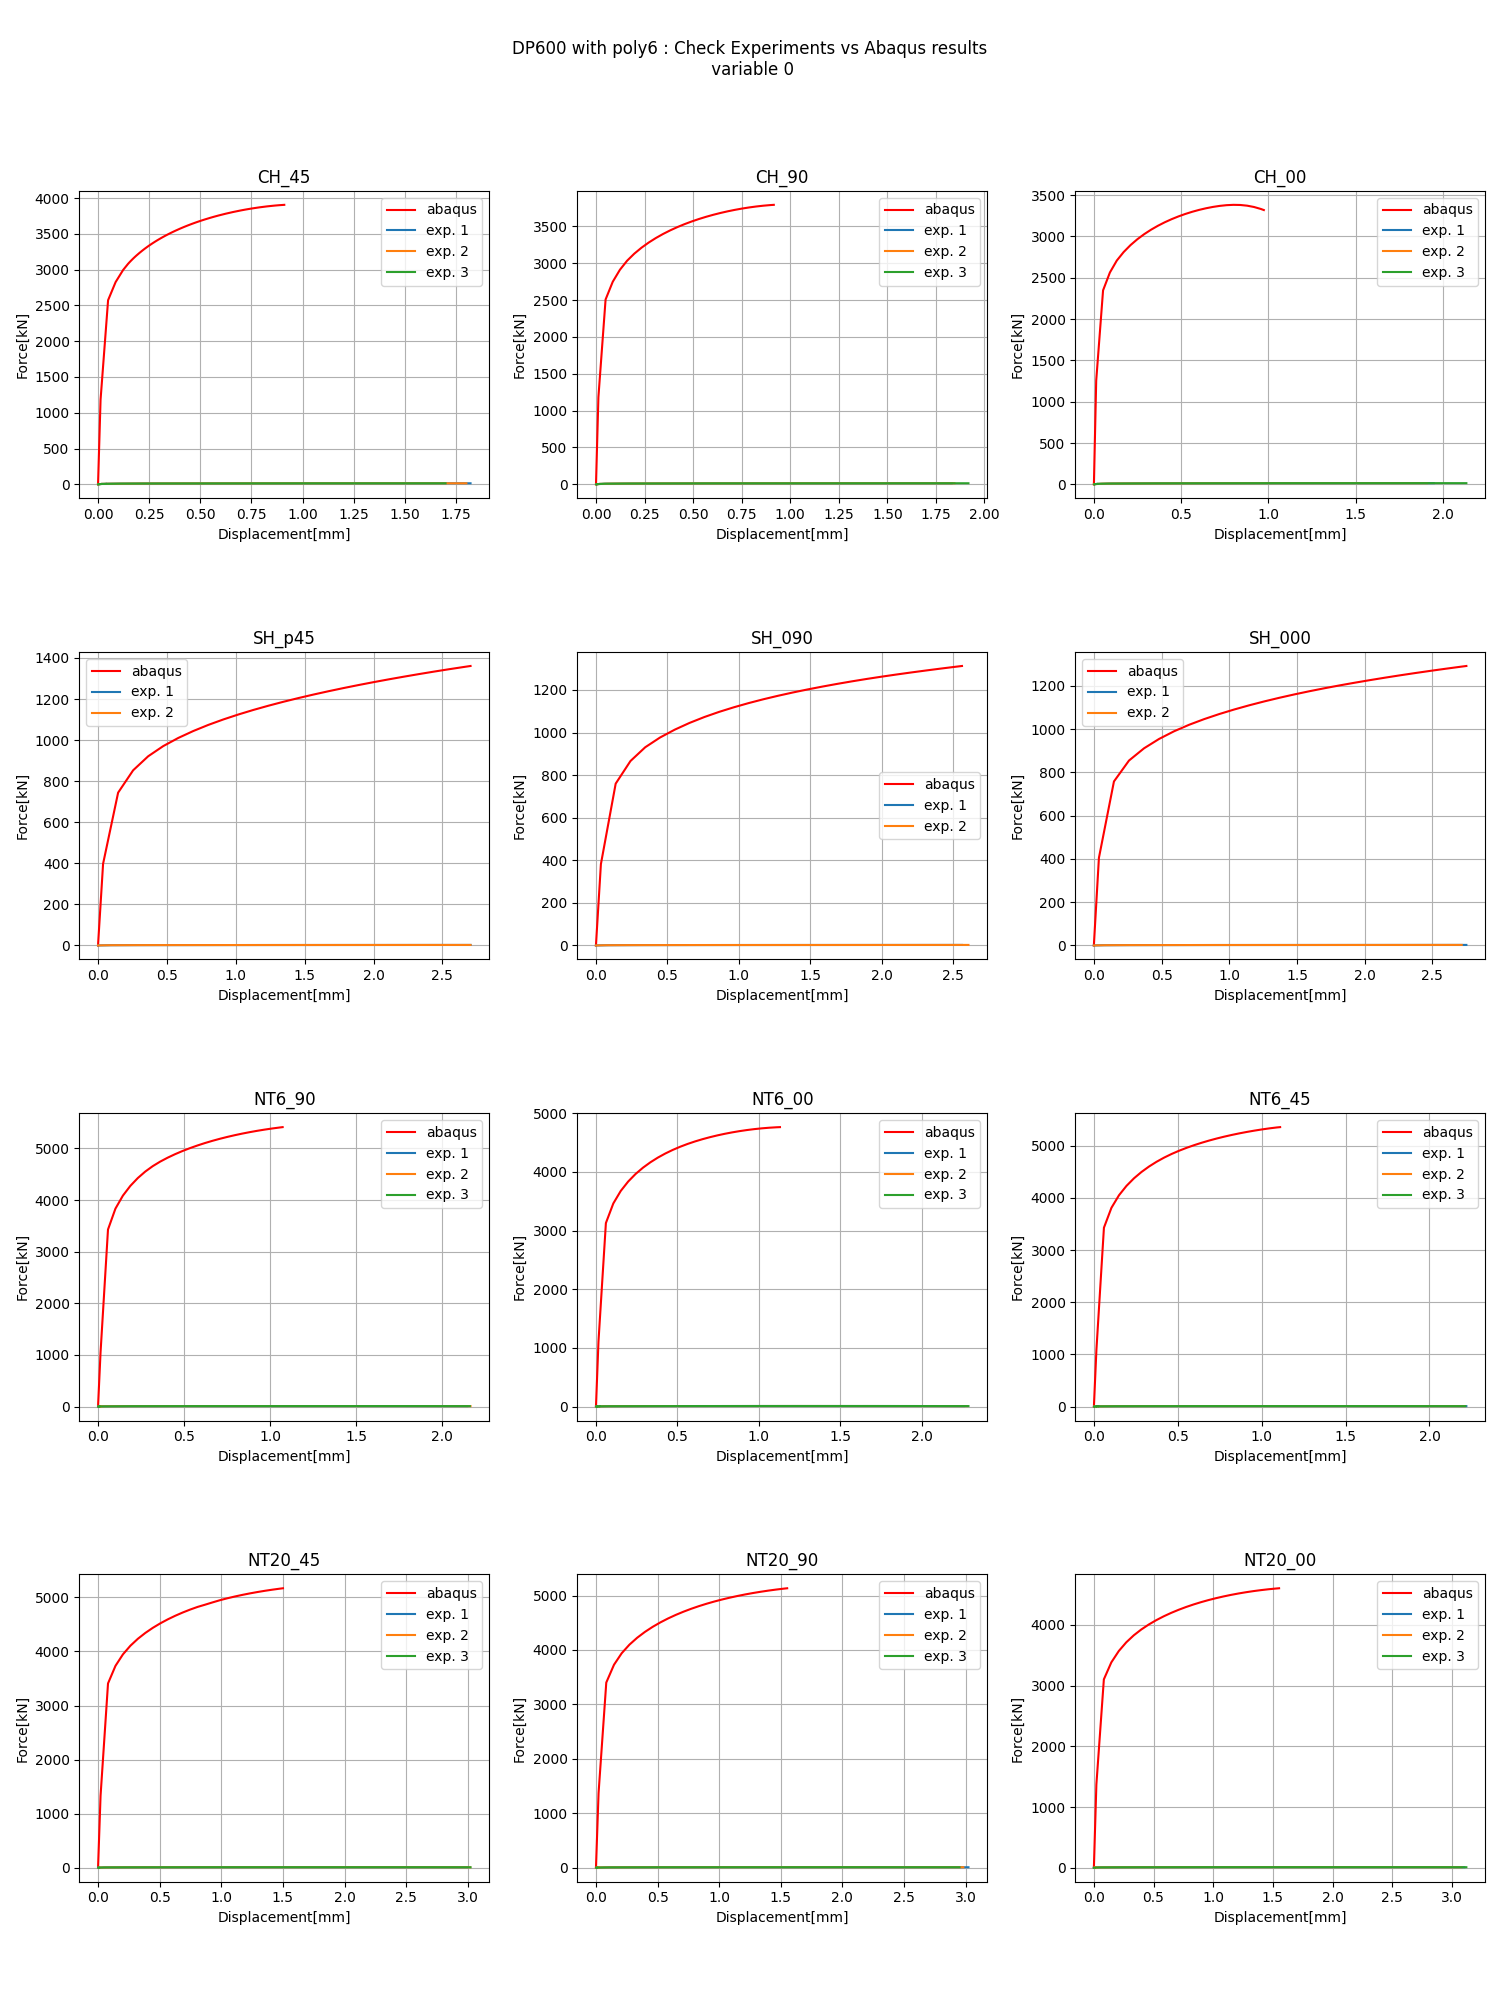 DP600 with poly6 : Check Experiments vs Abaqus results
variable 0
CH_45
Force[kN]
4000
3500
3000
2500
2000
1500
1000
500
0
abaqus
exp. 1
exp. 2
exp. 3
0.00 0.25 0.50 0.75 1.00 1.25 1.50 1.75
Displacement[mm]
CH_90
Force[kN]
3500
3000
2500
2000
1500
1000
500
0
abaqus
exp. 1
exp. 2
exp. 3
0.00 0.25 0.50 0.75 1.00 1.25 1.50 1.75 2.00
Displacement[mm]
CH_00
Force[kN]
3500
3000
2500
2000
1500
1000
500
0
abaqus
exp. 1
exp. 2
exp. 3
0.0 0.5 1.0 1.5 2.0
Displacement[mm]
SH_p45
Force[kN]
1400
1200
1000
800
600
400
200
0
abaqus
exp. 1
exp. 2
0.0 0.5 1.0 1.5 2.0 2.5
Displacement[mm]
SH_090
Force[kN]
1200
1000
800
600
400
200
0
abaqus
exp. 1
exp. 2
0.0 0.5 1.0 1.5 2.0 2.5
Displacement[mm]
SH_000
Force[kN]
1200
1000
800
600
400
200
0
abaqus
exp. 1
exp. 2
0.0 0.5 1.0 1.5 2.0 2.5
Displacement[mm]
NT6_90
Force[kN]
5000
4000
3000
2000
1000
0
abaqus
exp. 1
exp. 2
exp. 3
0.0 0.5 1.0 1.5 2.0
Displacement[mm]
NT6_00
Force[kN]
5000
4000
3000
2000
1000
0
abaqus
exp. 1
exp. 2
exp. 3
0.0 0.5 1.0 1.5 2.0
Displacement[mm]
NT6_45
Force[kN]
5000
4000
3000
2000
1000
0
abaqus
exp. 1
exp. 2
exp. 3
0.0 0.5 1.0 1.5 2.0
Displacement[mm]
NT20_45
Force[kN]
5000
4000
3000
2000
1000
0
abaqus
exp. 1
exp. 2
exp. 3
0.0 0.5 1.0 1.5 2.0 2.5 3.0
Displacement[mm]
NT20_90
Force[kN]
5000
4000
3000
2000
1000
0
abaqus
exp. 1
exp. 2
exp. 3
0.0 0.5 1.0 1.5 2.0 2.5 3.0
Displacement[mm]
NT20_00
Force[kN]
4000
3000
2000
1000
0
abaqus
exp. 1
exp. 2
exp. 3
0.0 0.5 1.0 1.5 2.0 2.5 3.0
Displacement[mm]